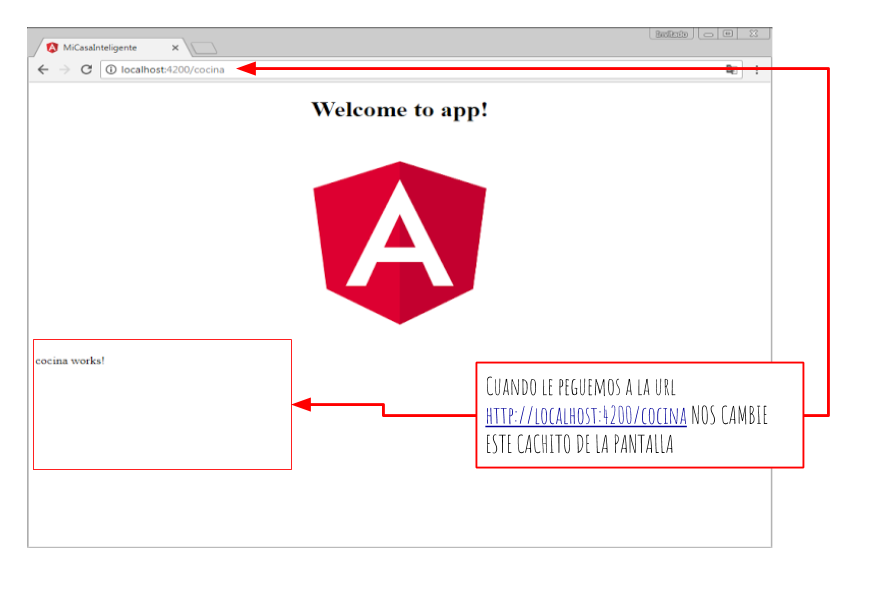 MiCasaInteligente
localhost:4200/cocina
Welcome to app!
A
cocina works!
Cuando le peguemos a la url
http://localhost:4200/cocina nos cambie
este cachito de la pantalla